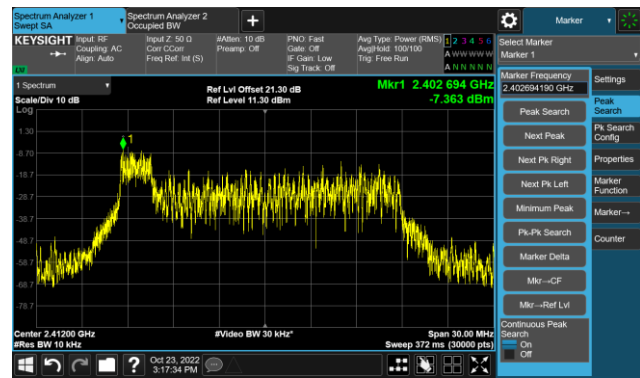 Spectrum Analyzer 1
Swept SA
Spectrum Analyzer 2
Occupied BW
+
Marker
KEYSIGHT
Input: RF
Coupling: AC
Align: Auto
Input Z: 50 Ω
Corr CCorr
Freq Ref: Int (S)
#Atten: 10 dB
Preamp: Off
PNO: Fast
Gate: Off
IF Gain: Low
Sig Track: Off
Avg Type: Power (RMS)
Avg|Hold: 100/100
Trig: Free Run
1 2 3 4 5 6
A W W W W W
A N N N N N
Select Marker
Marker 1
1 Spectrum
Scale/Div 10 dB
Log
Ref Lvl Offset 21.30 dB
Ref Level 11.30 dBm
Mkr1 2.402 694 GHz
-7.363 dBm
1
1.30
-8.70
-18.7
-28.7
-38.7
-48.7
-58.7
-68.7
-78.7
Center 2.41200 GHz
#Res BW 10 kHz
#Video BW 30 kHz*
Span 30.00 MHz
Sweep 372 ms (30000 pts)
Marker Frequency
2.402694190 GHz
Peak Search
Next Peak
Next Pk Right
Next Pk Left
Minimum Peak
Pk-Pk Search
Marker Delta
Mkr→CF
Mkr→Ref Lvl
Continuous Peak
Search
On
Off
Settings
Peak
Search
Pk Search
Config
Properties
Marker
Function
Marker→
Counter
?
Oct 23, 2022
3:17:34 PM